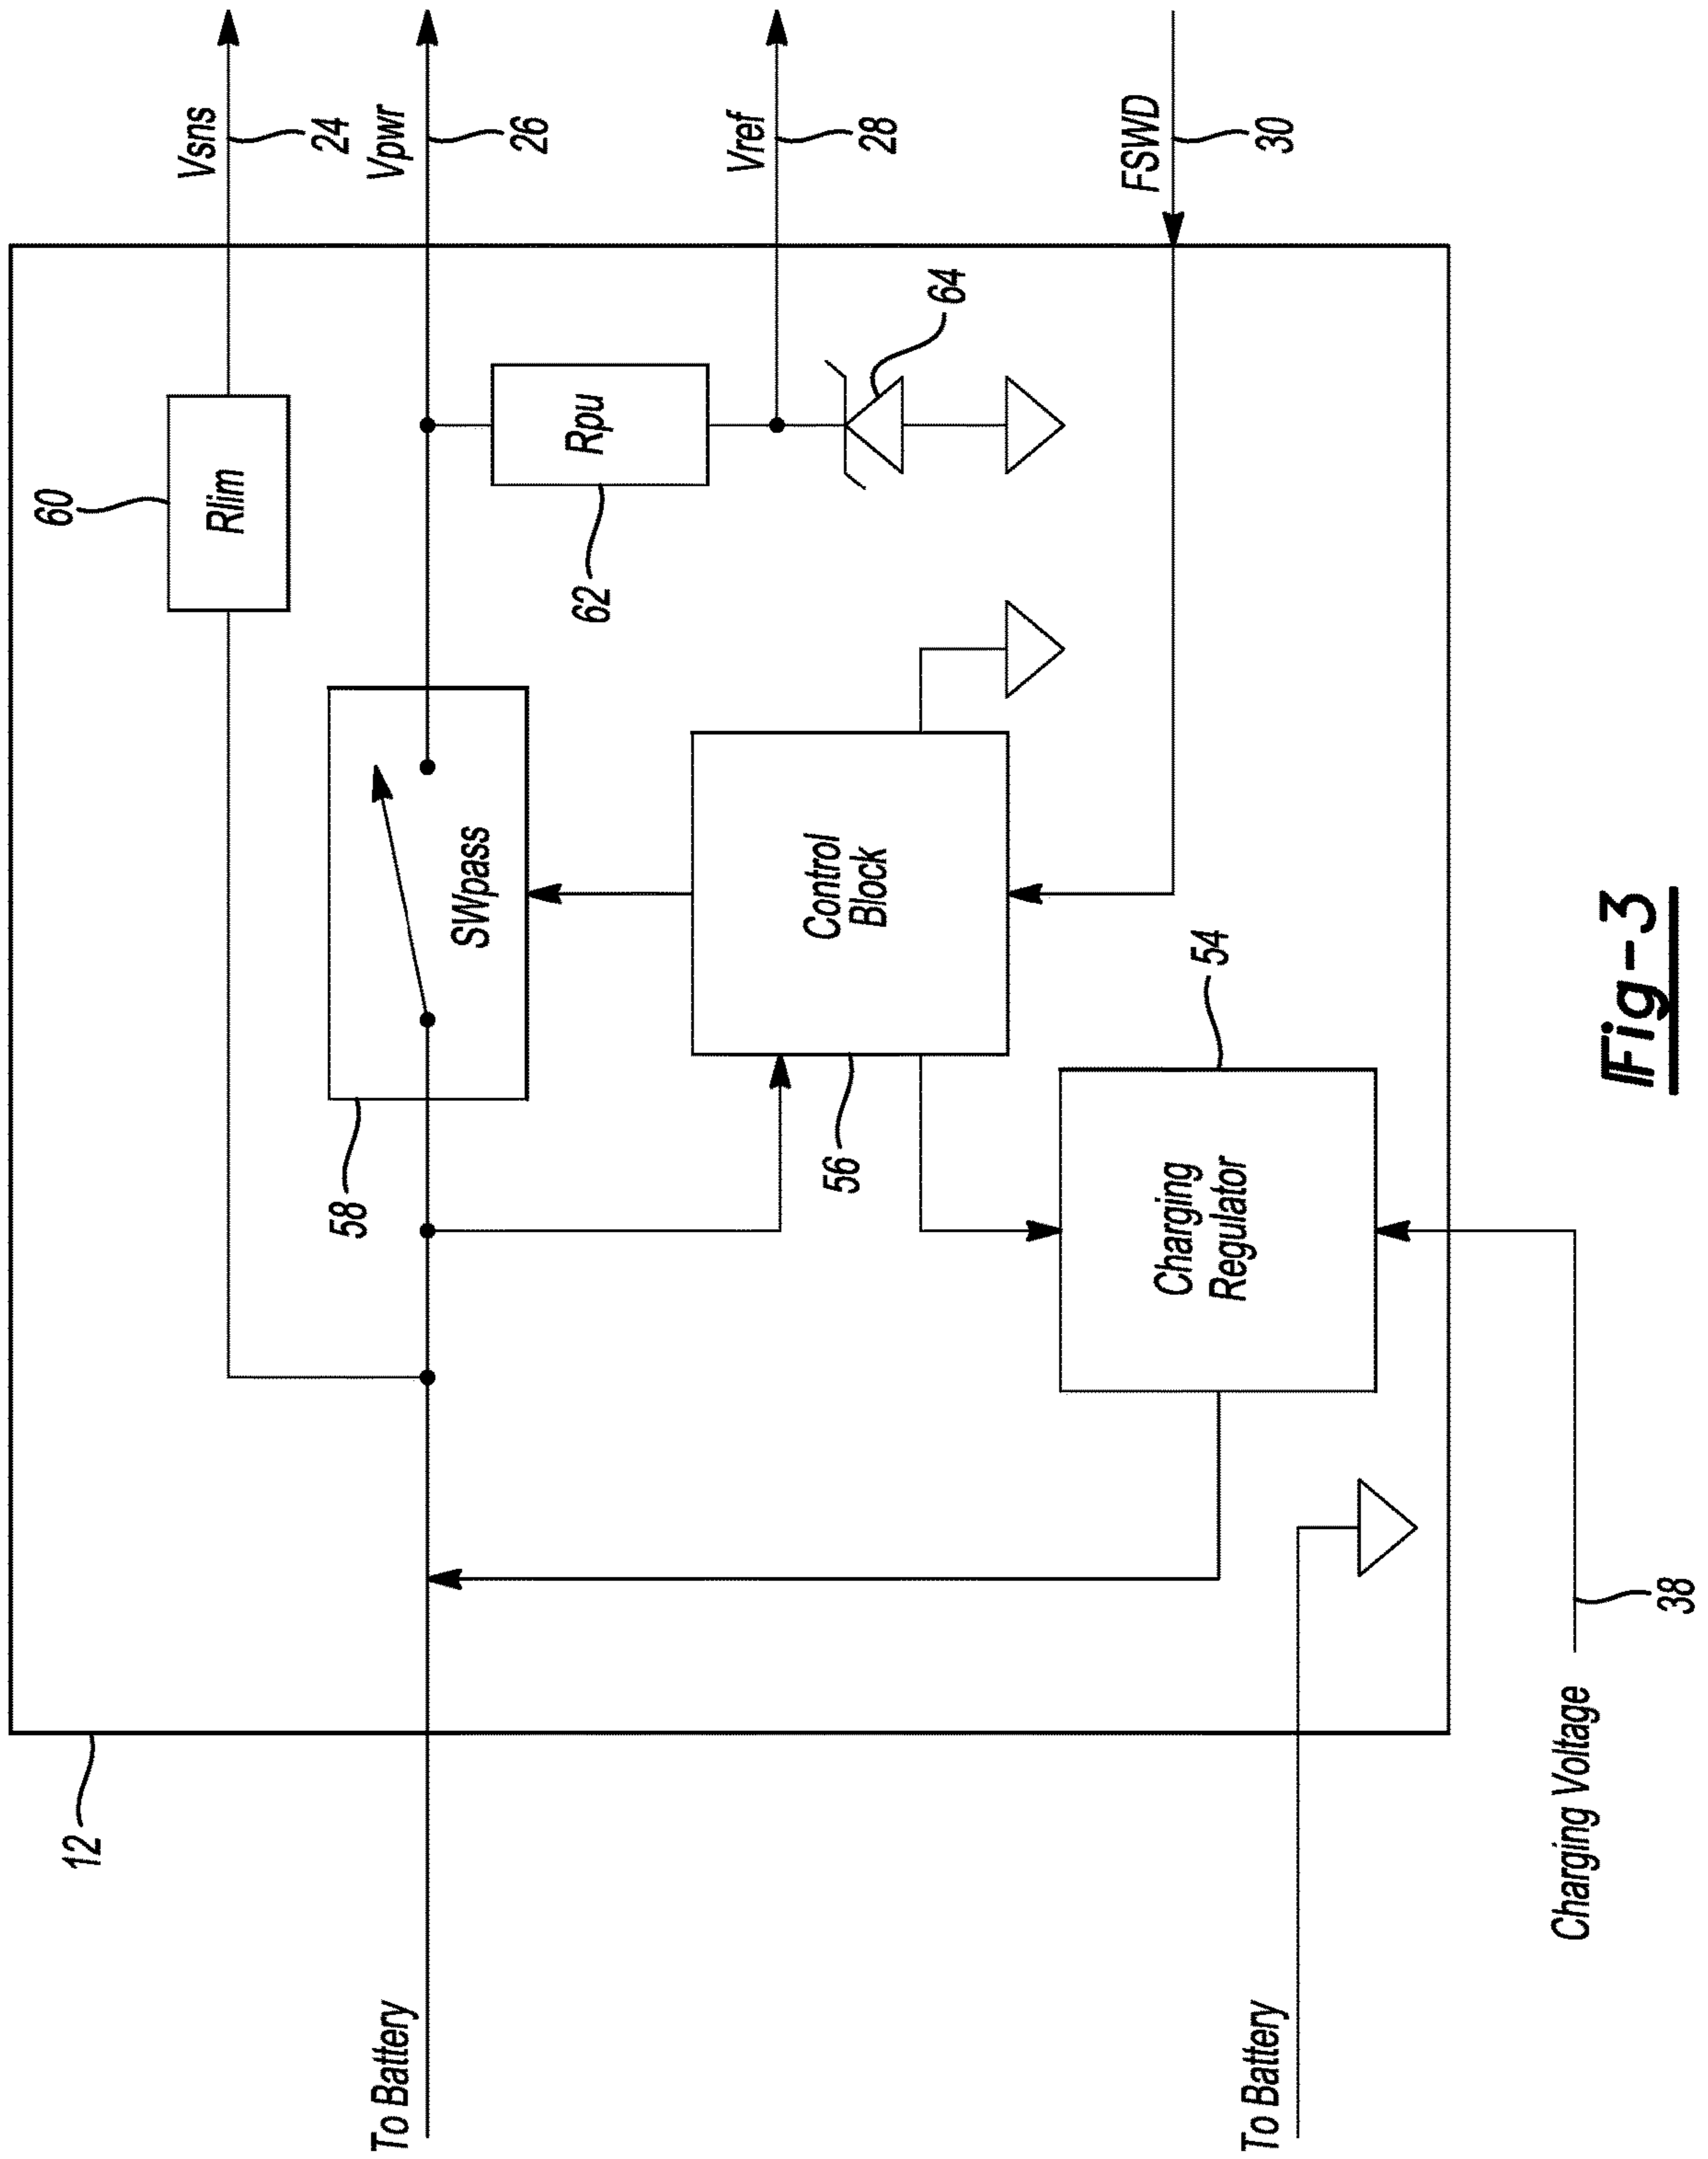 Vsns
24
Vpwr
26
Vref
28
FSWD
30
60
Rlim
Rpu
62
64
SWpass
58
Control
Block
56
Charging
Regulator
54
12
To Battery
To Battery
Charging Voltage
38
Fig-3